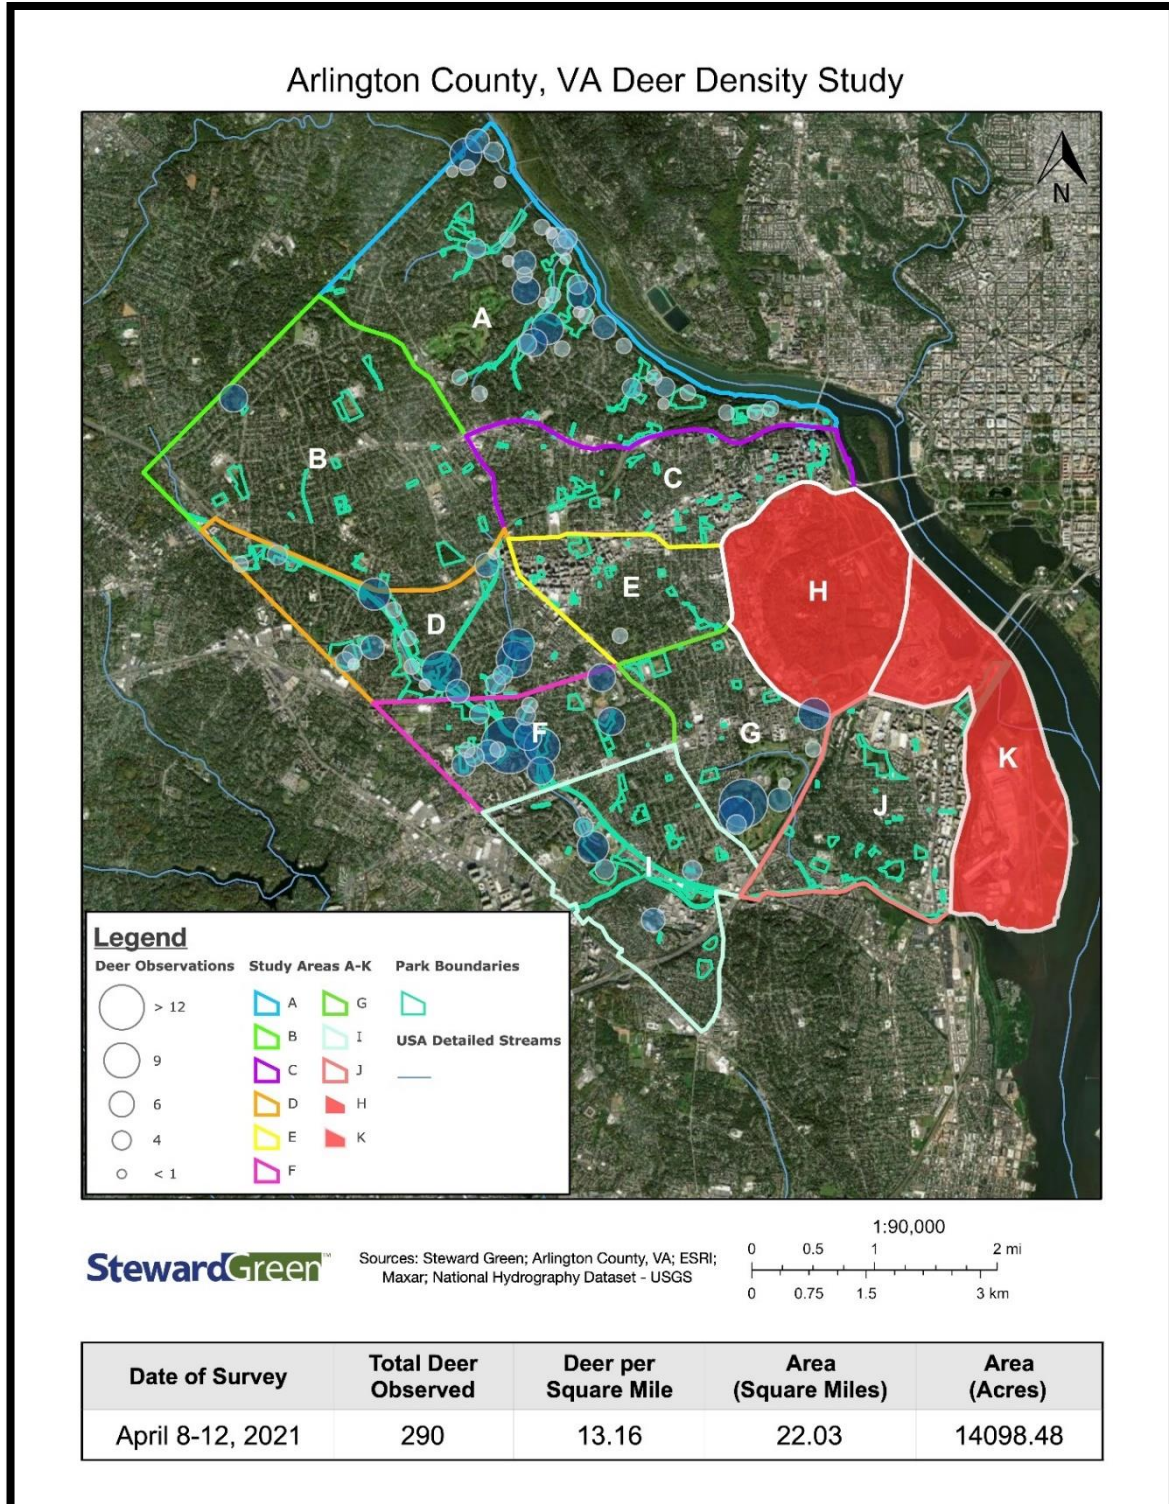 Arlington County, VA Deer Density Study
N
A
B
C
D
E
F
G
H
I
J
K
Legend
Deer Observations
> 12
9
6
4
< 1
Study Areas A-K
A
B
C
D
E
F
G
I
J
H
K
Park Boundaries
USA Detailed Streams
StewardGreen™
Sources: Steward Green; Arlington County, VA; ESRI;
Maxar; National Hydrography Dataset - USGS
1:90,000
0 0.5 1 2 mi
0 0.75 1.5 3 km
Date of Survey
Total Deer
Observed
Deer per
Square Mile
Area
(Square Miles)
Area
(Acres)
April 8-12, 2021
290
13.16
22.03
14098.48